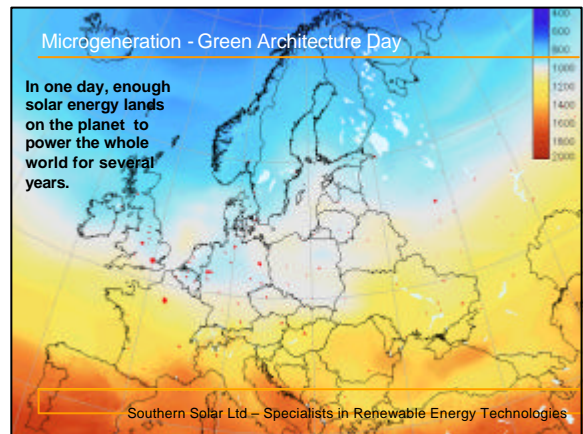 Microgeneration - Green Architecture Day
In one day, enough
solar energy lands
on the planet to
power the whole
world for several
years.
600
800
1000
1200
1400
1600
1800
2000
Southern Solar Ltd – Specialists in Renewable Energy Technologies